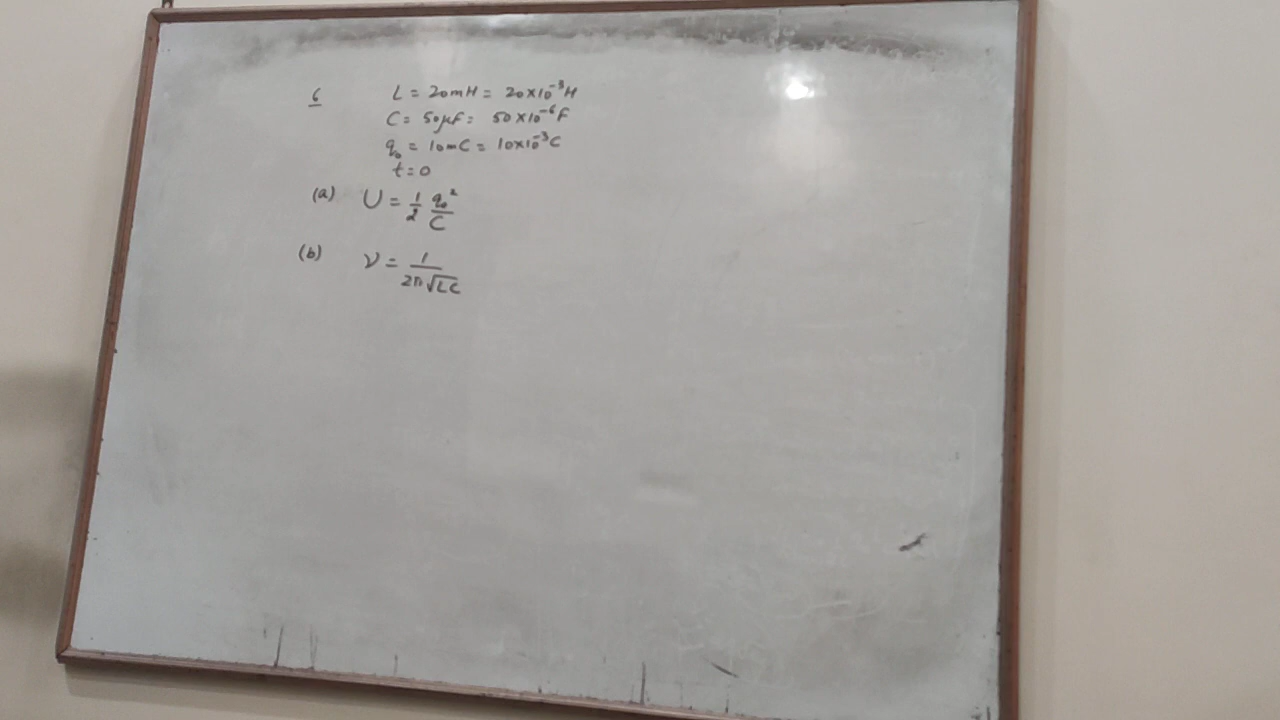 6 L = 20mH = 20×10⁻³H
C = 50μF = 50×10⁻⁶F
q₀ = 10mC = 10×10⁻³C
t=0
(a) U = 1/2 q₀²/C
(b) ν = 1/2π√LC